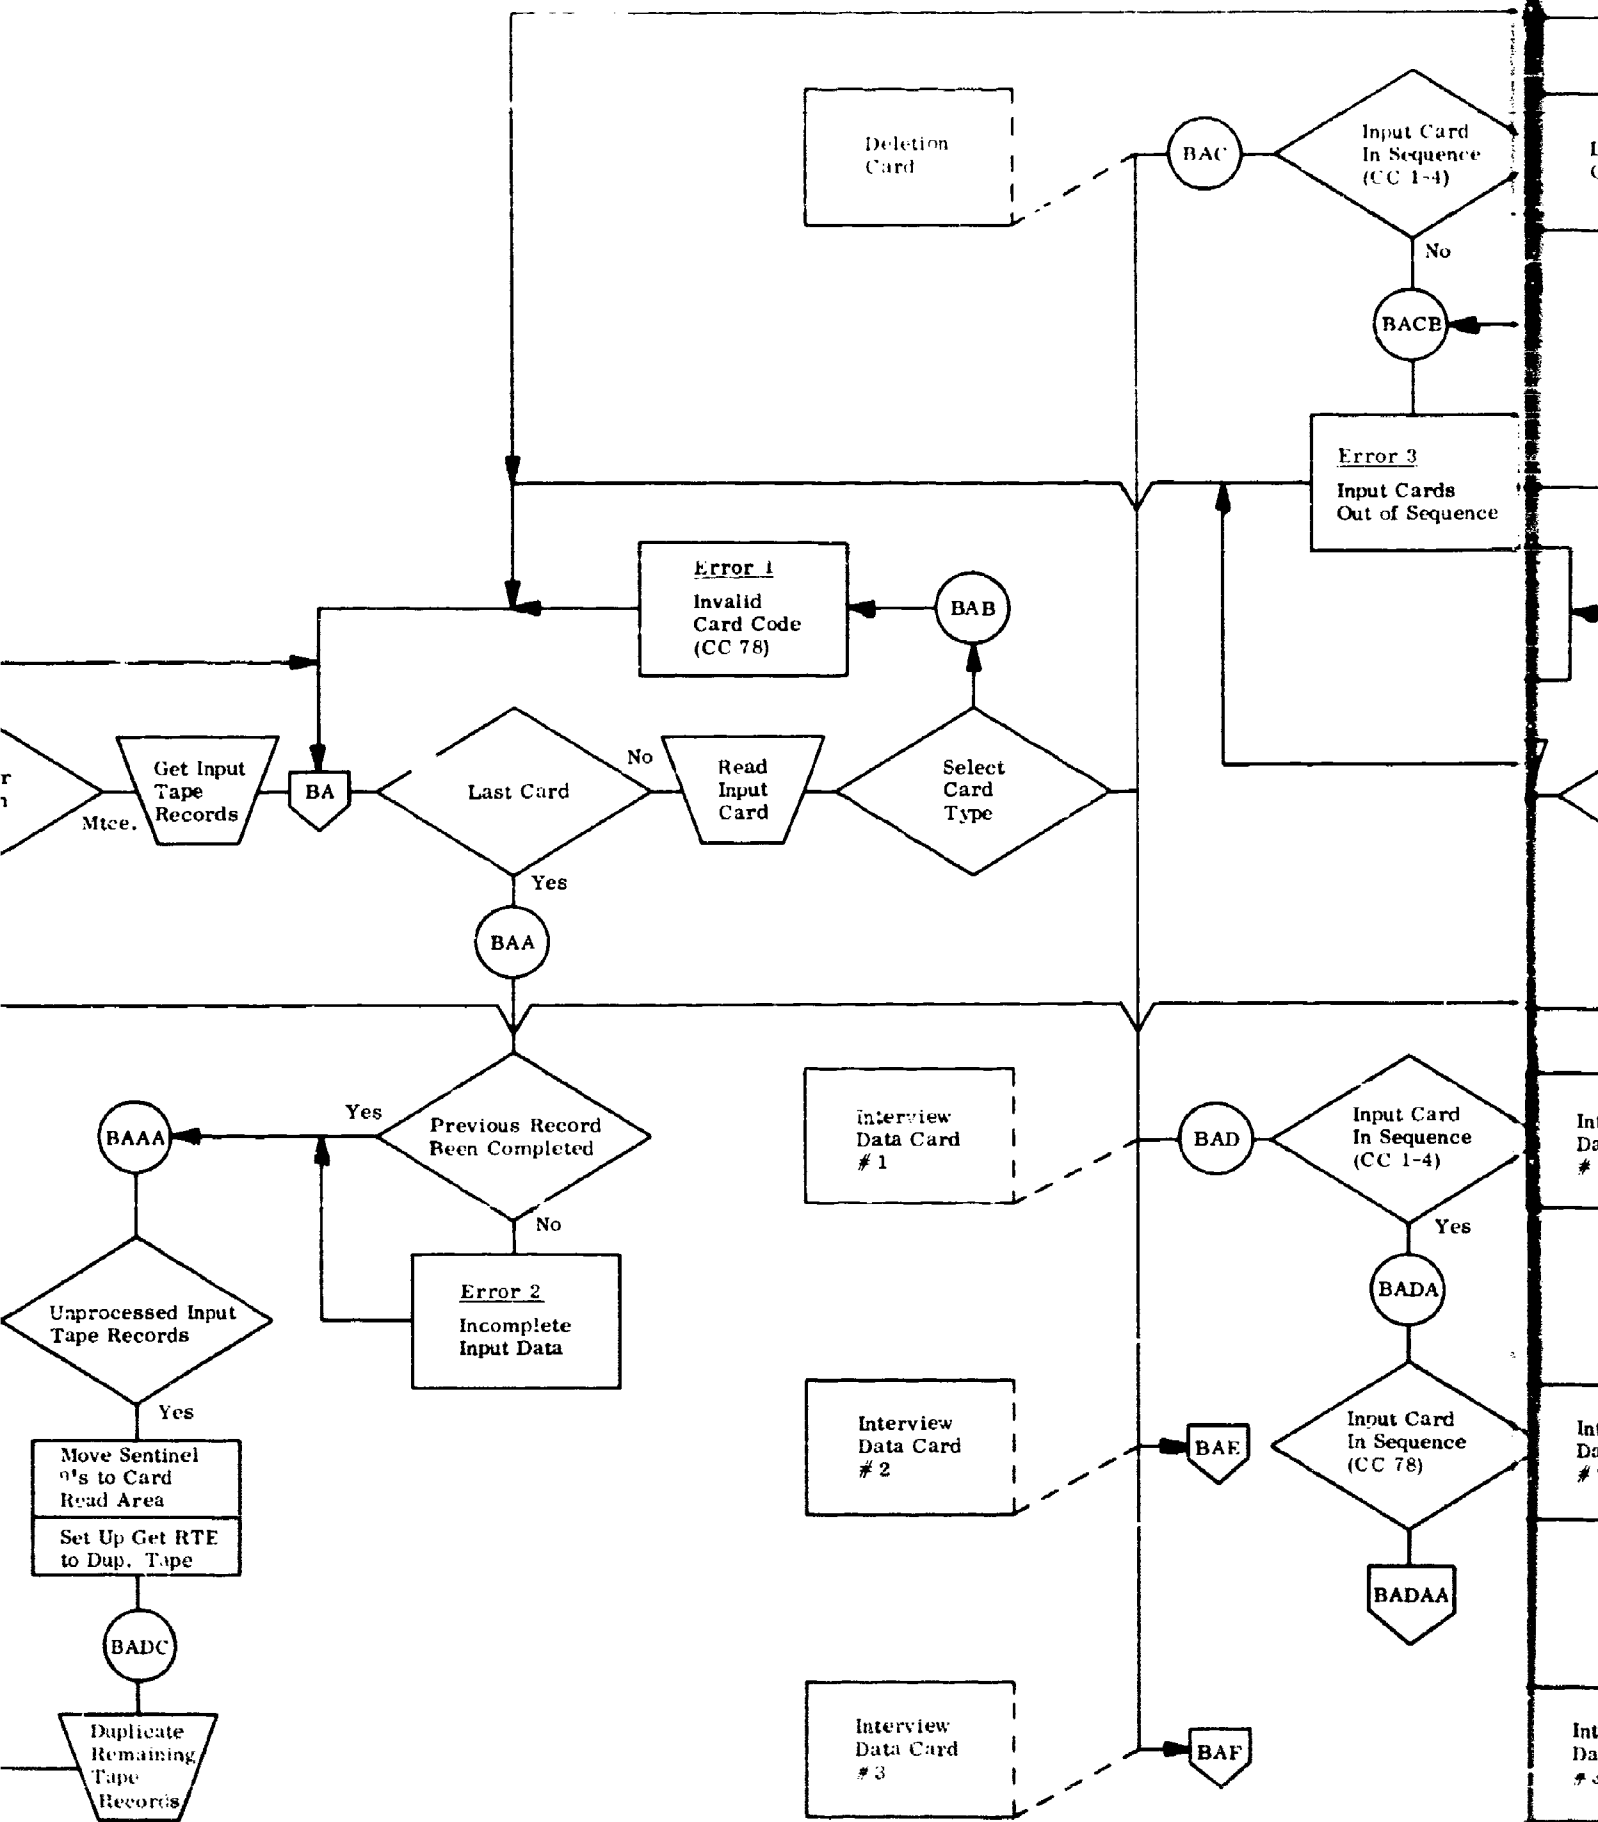 Deletion
Card
BAC
Input Card
In Sequence
(CC 1-4)
No
BACB
Error 3
Input Cards
Out of Sequence
Error 1
Invalid
Card Code
(CC 78)
BAB
Mtce.
Get Input
Tape
Records
BA
Last Card
No
Read
Input
Card
Select
Card
Type
Yes
BAA
Previous Record
Been Completed
Yes
BAAA
No
Error 2
Incomplete
Input Data
Unprocessed Input
Tape Records
Yes
Move Sentinel
9's to Card
Read Area
Set Up Get RTE
to Dup. Tape
BADC
Duplicate
Remaining
Tape
Records
Interview
Data Card
# 1
BAD
Input Card
In Sequence
(CC 1-4)
Yes
BADA
Input Card
In Sequence
(CC 78)
BADAA
Interview
Data Card
# 2
BAE
Interview
Data Card
# 3
BAF